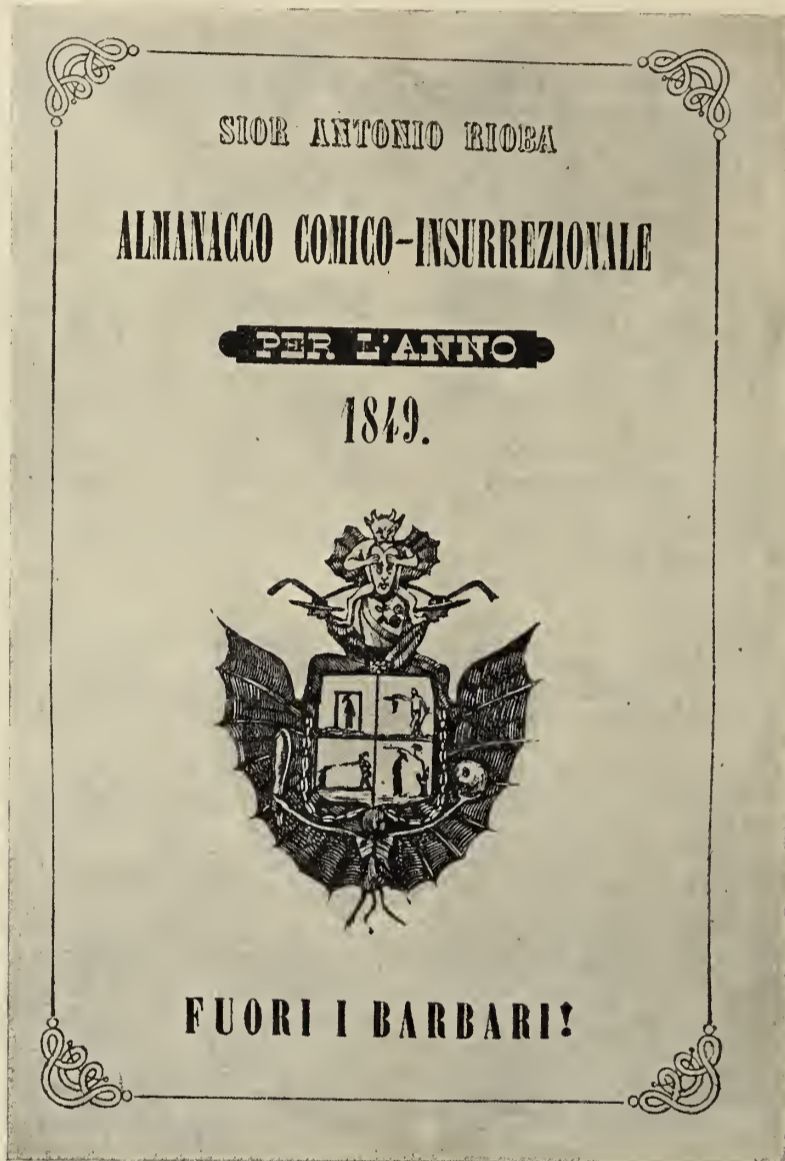 SIOR ANTONIO RIOBA
ALMANACCO COMICO-INSURREZIONALE
PER L'ANNO
1849.
FUORI I BARBARI!